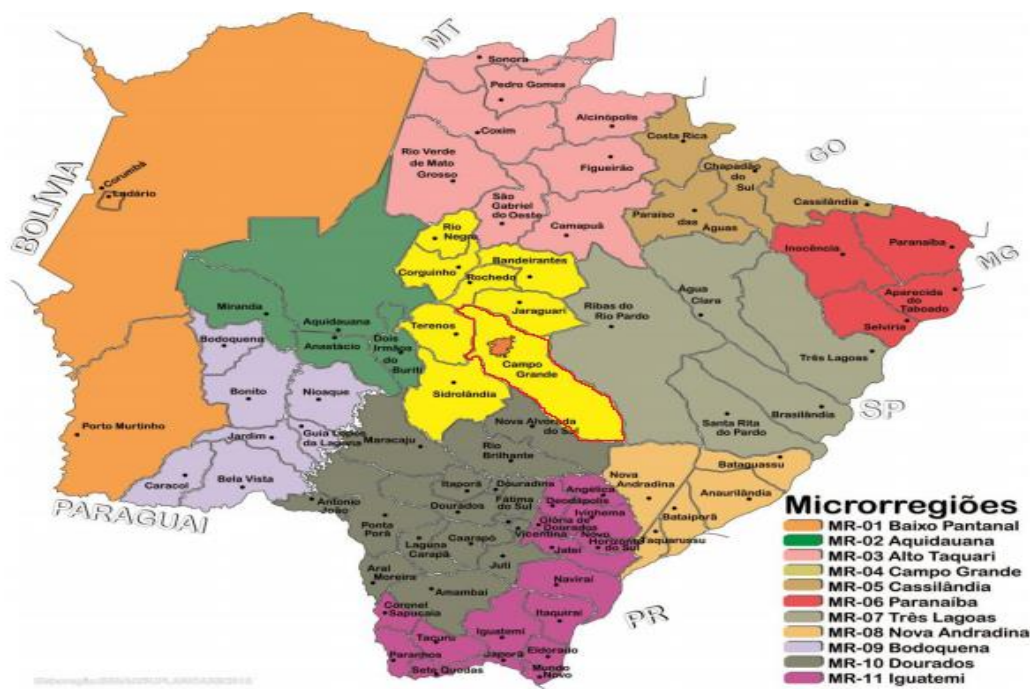 MT
Sonora
Pedro Gomes
Alcinópolis
Coxim
Costa Rica
GO
Rio Verde
de Mato
Grosso
Figueirão
Chapadão
do
Sul
Corumbá
Ladário
São
Gabriel
do Oeste
Cassilândia
Paraíso
das
Águas
BOLÍVIA
Camapuã
Rio
Negro
Inocência
Paranaíba
MG
Bandeirantes
Corguinho
Rochedo
Água
Clara
Aparecida
do
Taboado
Miranda
Jaraguari
Ribas do
Rio Pardo
Selvíria
Aquidauana
Terenos
Bodoquena
Anastácio
Dois
Irmãos
do
Buriti
Três Lagoas
Campo
Grande
Bonito
Nioaque
Sidrolândia
Brasilândia
SP
Porto Murtinho
Nova Alvorada
do Sul
Santa Rita
do Pardo
Jardim
Guia Lopes
da Laguna
Maracaju
Rio
Brilhante
Bataguassu
Caracol
Bela Vista
Nova
Andradina
Anaurilândia
PARAGUAI
Antonio
João
Itaporã
Douradina
Angélica
Deodápolis
Dourados
Fátima
do Sul
Ivighema
Bataiporã
Ponta
Porã
Glória de
Dourados
Vicentina
Novo
Horizonte
do Sul
Taquarussu
Laguna
Carapã
Caarapó
Jateí
Juti
Aral
Moreira
Naviraí
Amambai
Coronel
Sapucaia
Itaquiraí
PR
Tacuru
Iguatemi
Paranhos
Japorã
Eldorado
Sete Quedas
Mundo
Novo
Microrregiões
MR-01 Baixo Pantanal
MR-02 Aquidauana
MR-03 Alto Taquari
MR-04 Campo Grande
MR-05 Cassilândia
MR-06 Paranaíba
MR-07 Três Lagoas
MR-08 Nova Andradina
MR-09 Bodoquena
MR-10 Dourados
MR-11 Iguatemi